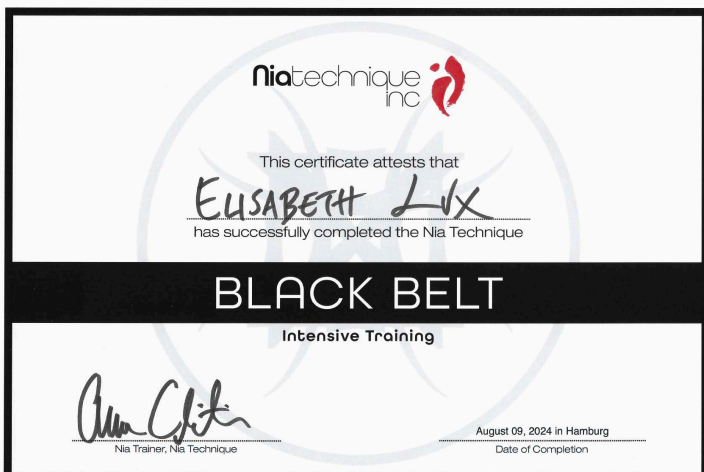 Niatechnique
inc
This certificate attests that
ELISABETH LUX
has successfully completed the Nia Technique
BLACK BELT
Intensive Training
Nia Trainer, Nia Technique
August 09, 2024 in Hamburg
Date of Completion